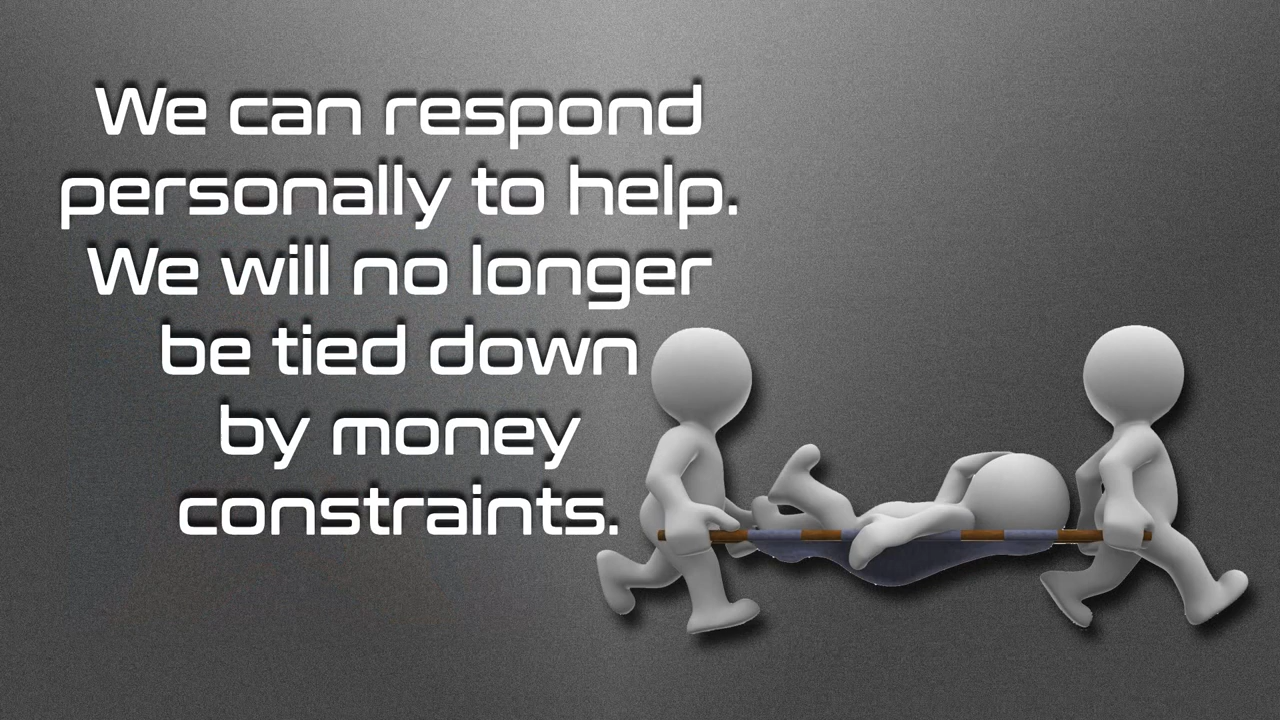 We can respond
personally to help.
We will no longer
be tied down
by money
constraints.